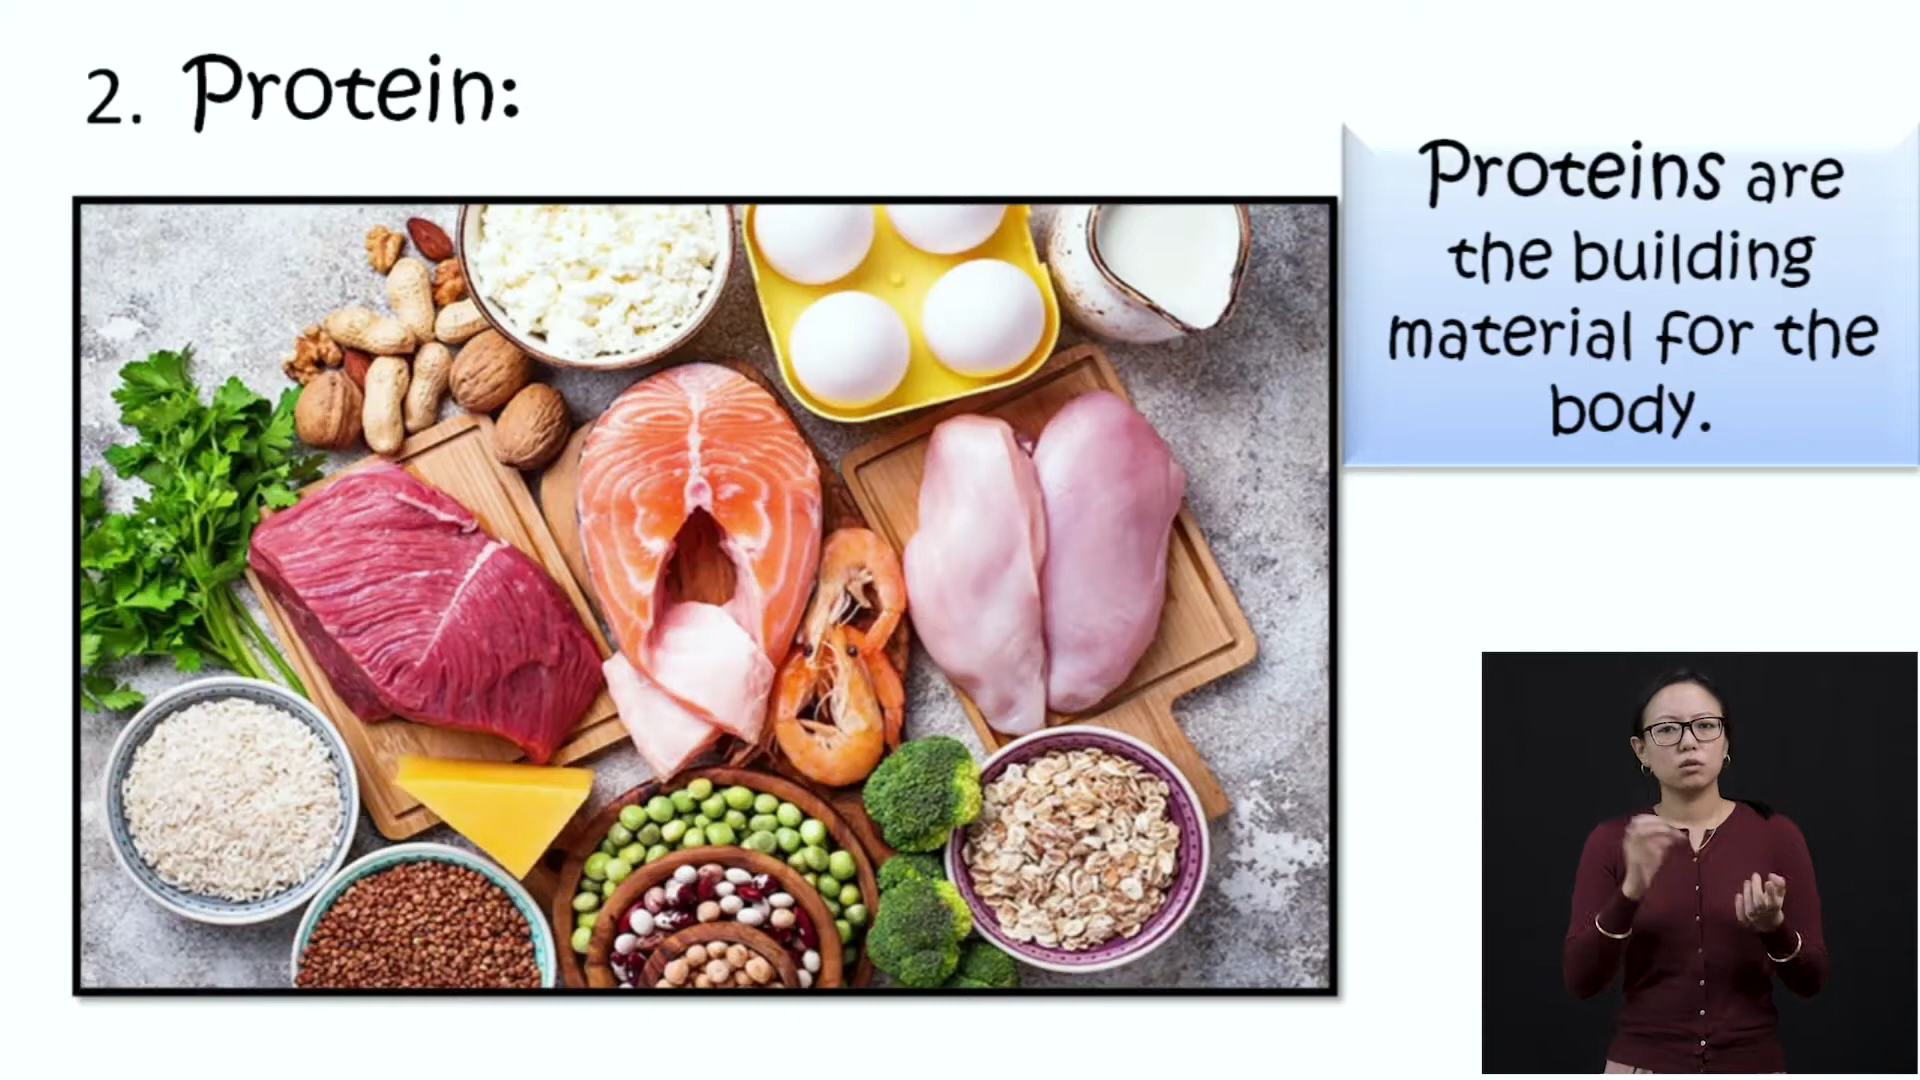 2. Protein:
Proteins are
the building
material for the
body.